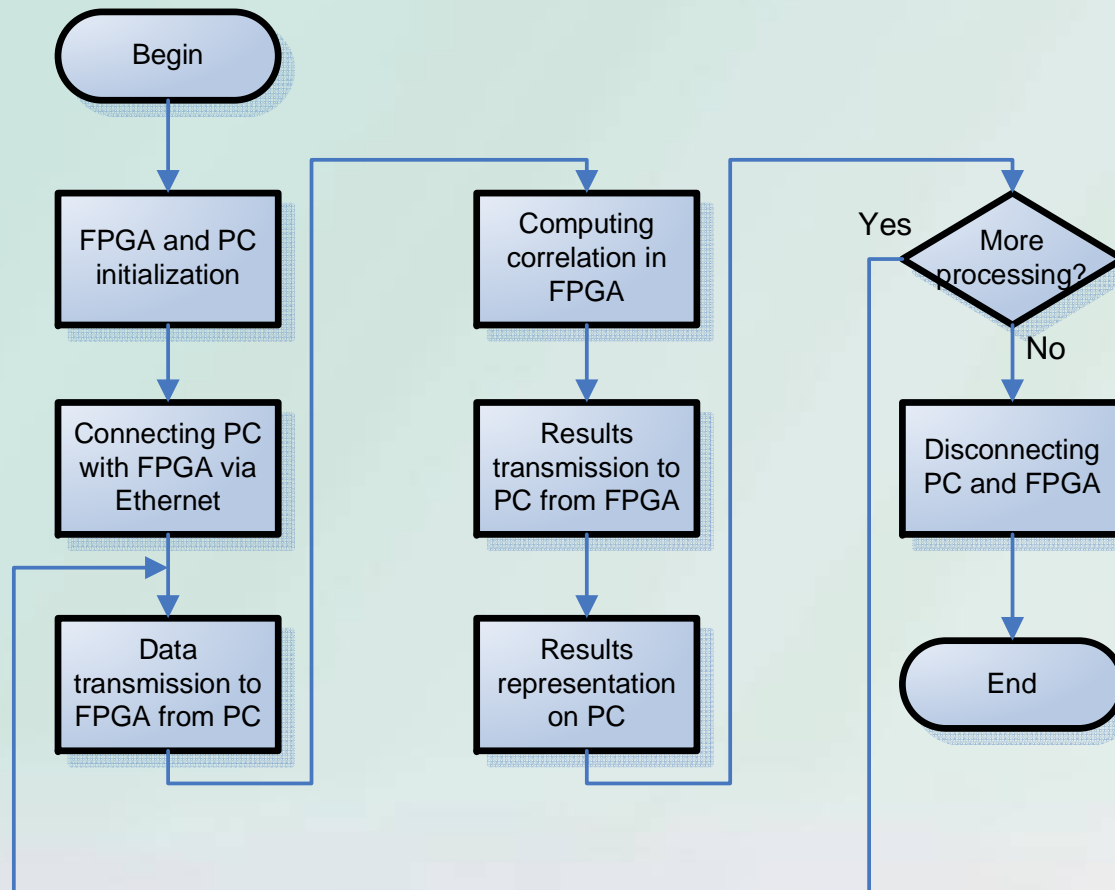 Begin
FPGA and PC
initialization
Connecting PC
with FPGA via
Ethernet
Data
transmission to
FPGA from PC
Computing
correlation in
FPGA
Results
transmission to
PC from FPGA
Results
representation
on PC
Yes
More
processing?
No
Disconnecting
PC and FPGA
End